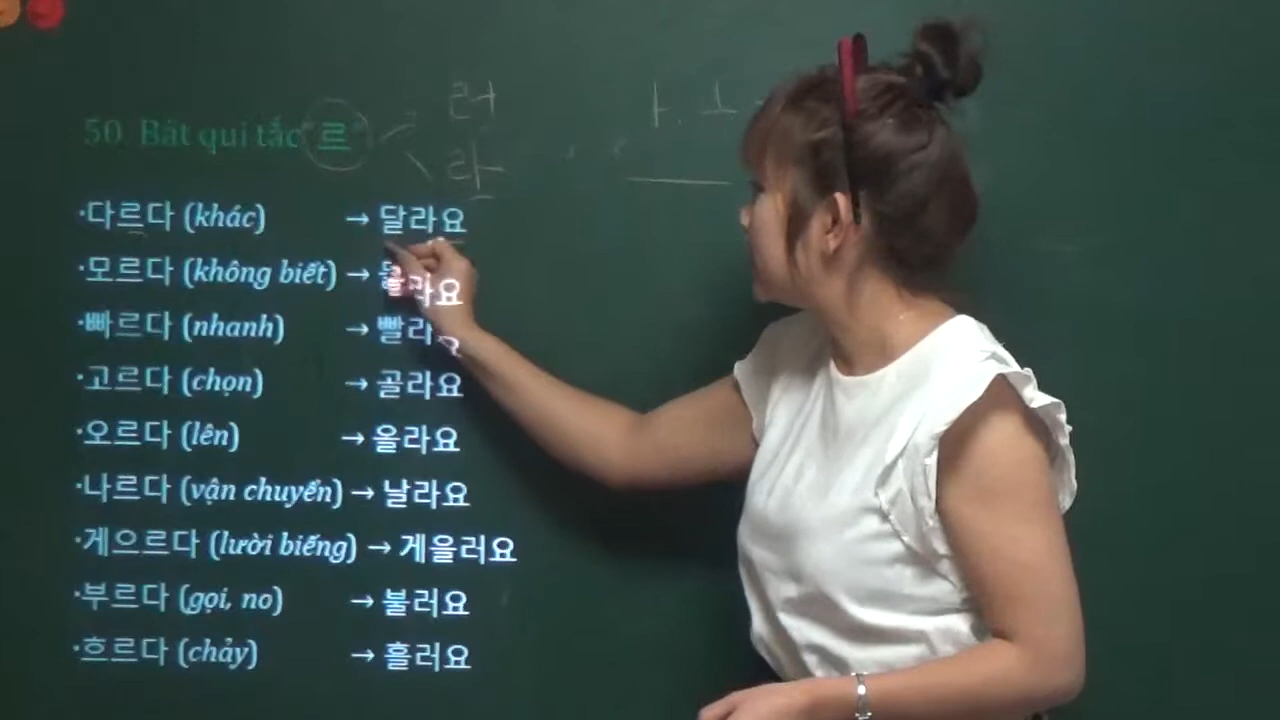 50. Bất qui tắc "르"
러
라
ㅏ. ㅗ
·다르다 (khác) → 달라요
·모르다 (không biết) → 몰라요
·빠르다 (nhanh) → 빨라요
·고르다 (chọn) → 골라요
·오르다 (lên) → 올라요
·나르다 (vận chuyển) → 날라요
·게으르다 (lười biếng) → 게을러요
·부르다 (gọi, no) → 불러요
·흐르다 (chảy) → 흘러요